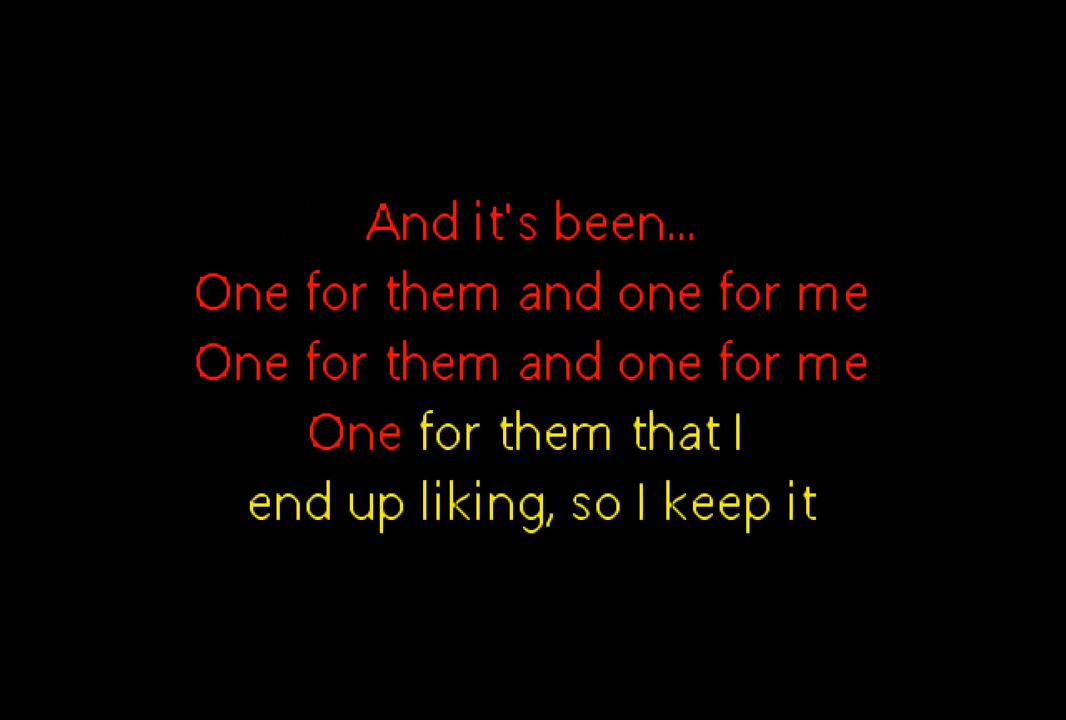 And it's been...
One for them and one for me
One for them and one for me
One for them that I
end up liking, so I keep it